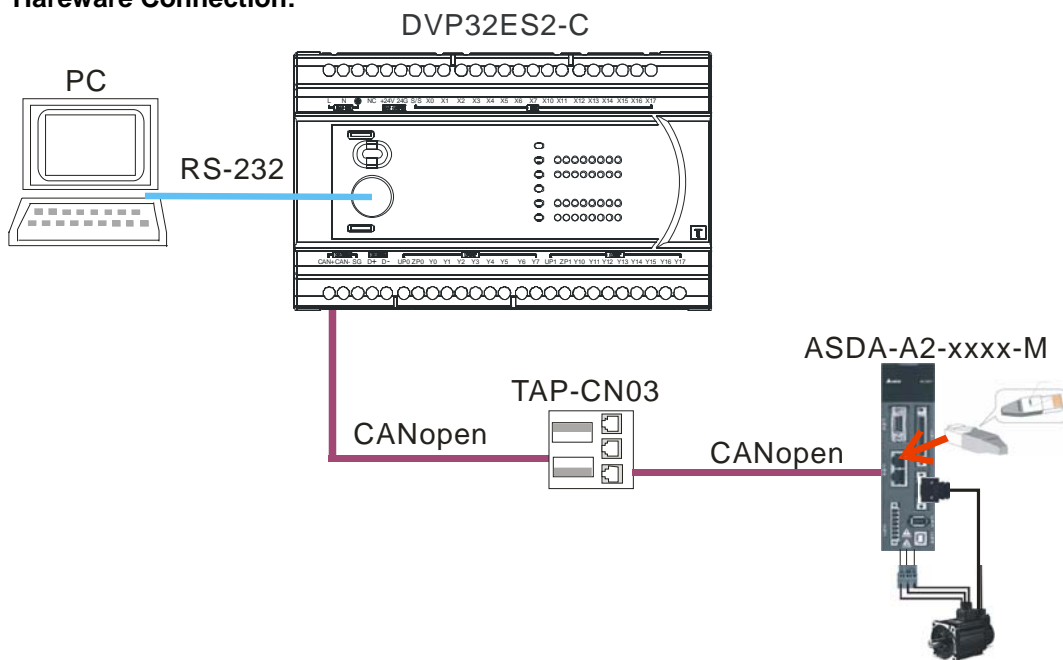 Hareware Connection:
DVP32ES2-C
PC
L N NC +24V 24G S/S X0 X1 X2 X3 X4 X5 X6 X7 X10 X11 X12 X13 X14 X15 X16 X17
RS-232
CAN+ CAN- SG D+ D- UP0 ZP0 Y0 Y1 Y2 Y3 Y4 Y5 Y6 Y7 UP1 ZP1 Y10 Y11 Y12 Y13 Y14 Y15 Y16 Y17
ASDA-A2-xxxx-M
TAP-CN03
CANopen
CANopen